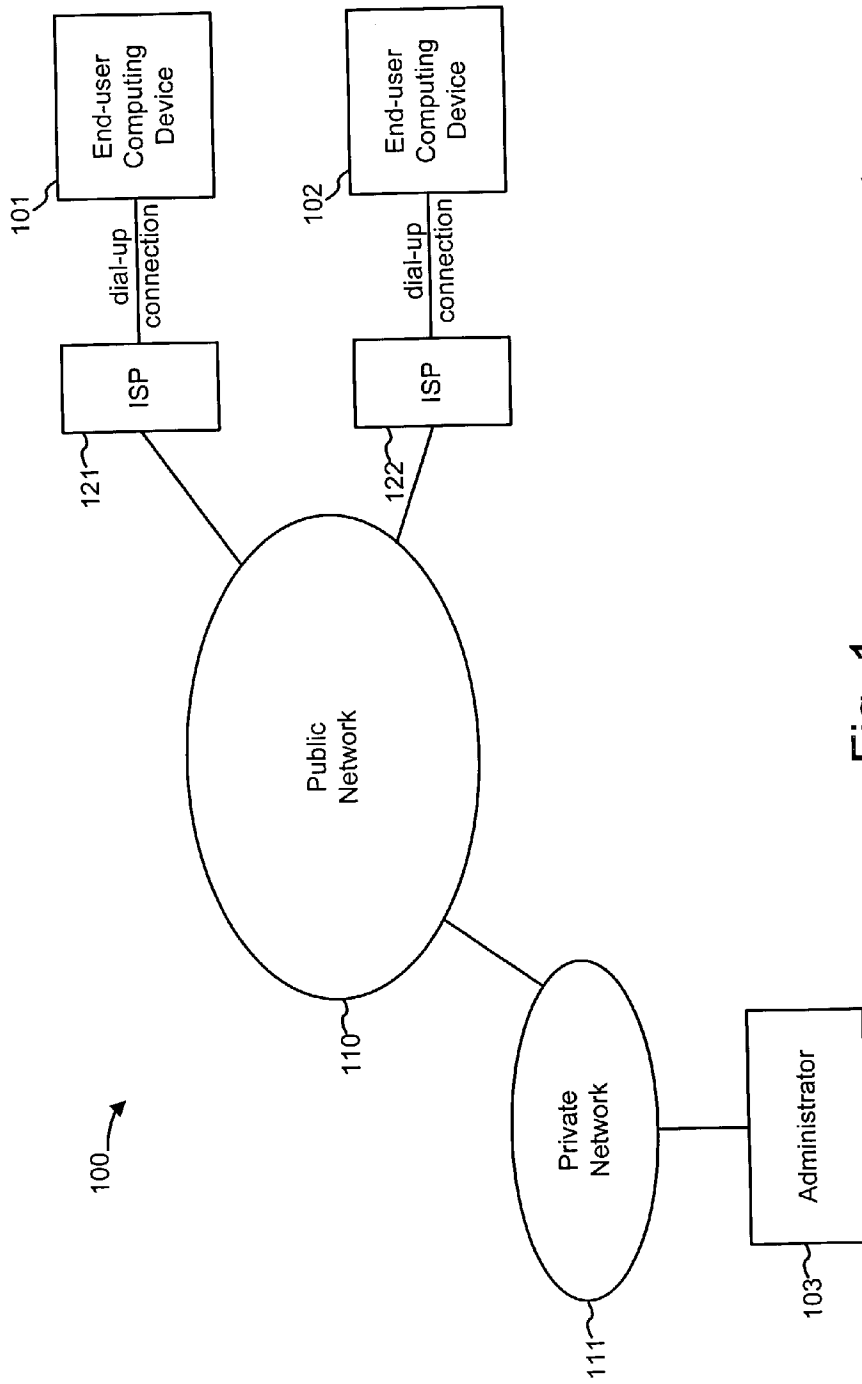 100
101
End-user
Computing
Device
dial-up
connection
ISP
121
102
End-user
Computing
Device
dial-up
connection
ISP
122
Public
Network
110
Private
Network
111
Administrator
103
Fig. 1